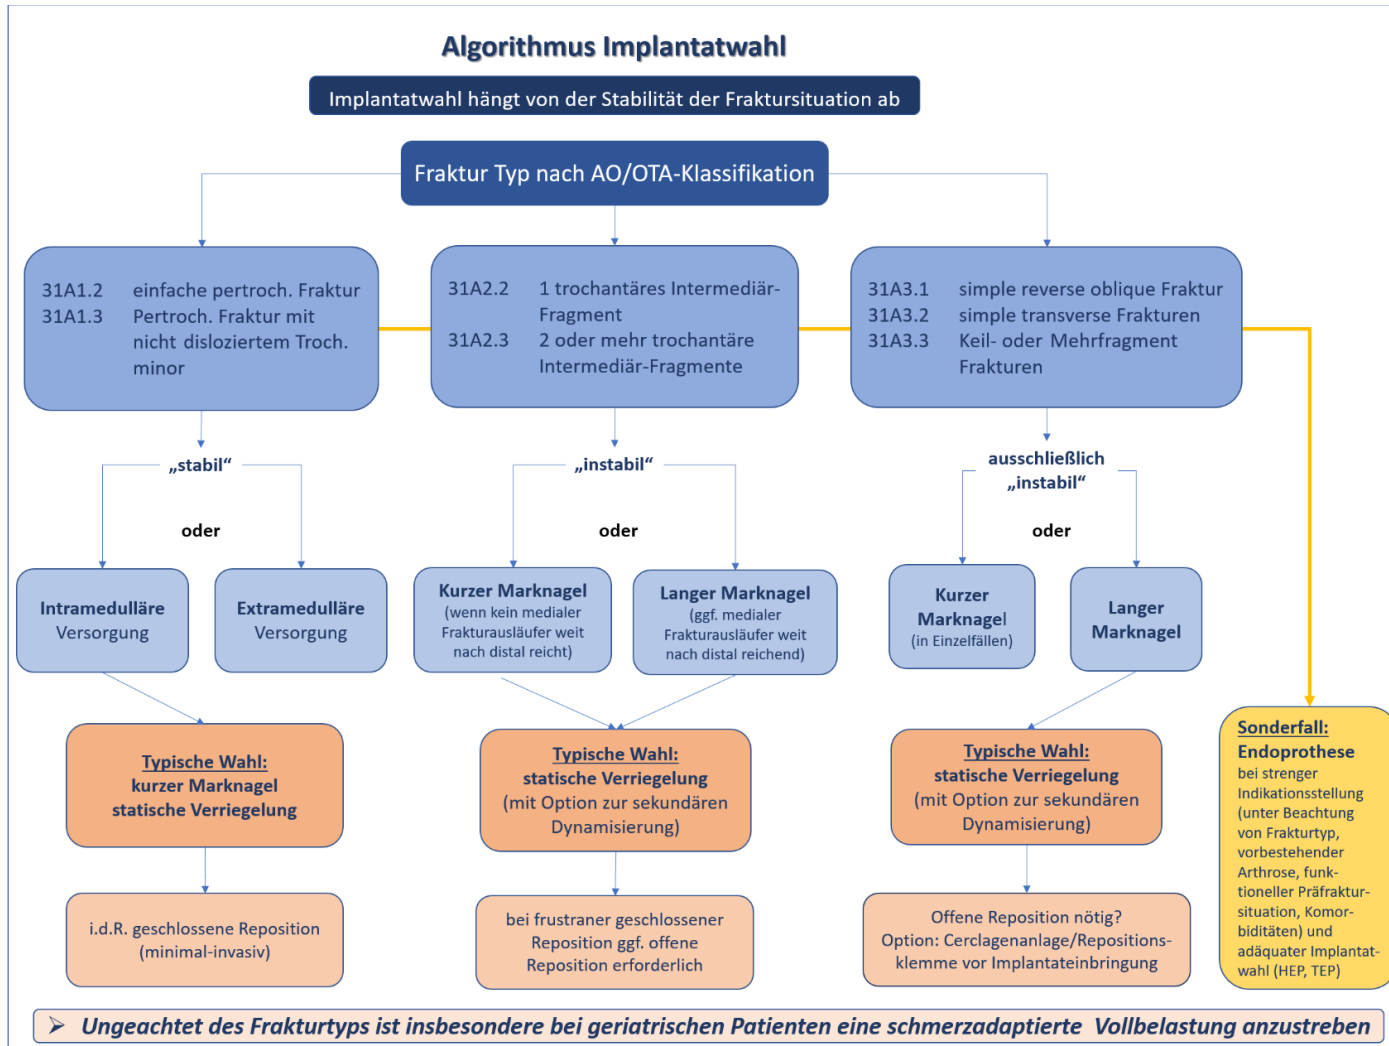 Algorithmus Implantatwahl
Implantatwahl hängt von der Stabilität der Fraktursituation ab
Fraktur Typ nach AO/OTA-Klassifikation
31A1.2 einfache pertroch. Fraktur
31A1.3 Pertroch. Fraktur mit
nicht disloziertem Troch.
minor
31A2.2 1 trochantäres Intermediär-
Fragment
31A2.3 2 oder mehr trochantäre
Intermediär-Fragmente
31A3.1 simple reverse oblique Fraktur
31A3.2 simple transverse Frakturen
31A3.3 Keil- oder Mehrfragment
Frakturen
„stabil“
oder
„instabil“
oder
ausschließlich
„instabil“
oder
Intramedulläre
Versorgung
Extramedulläre
Versorgung
Kurzer Marknagel
(wenn kein medialer
Frakturausläufer weit
nach distal reicht)
Langer Marknagel
(ggf. medialer
Frakturausläufer weit
nach distal reichend)
Kurzer
Marknagel
(in Einzelfällen)
Langer
Marknagel
Typische Wahl:
kurzer Marknagel
statische Verriegelung
Typische Wahl:
statische Verriegelung
(mit Option zur sekundären
Dynamisierung)
Typische Wahl:
statische Verriegelung
(mit Option zur sekundären
Dynamisierung)
Sonderfall:
Endoprothese
bei strenger
Indikationsstellung
(unter Beachtung
von Frakturtyp,
vorbestehender
Arthrose, funk-
tioneller Präfraktur-
situation, Komor-
biditäten) und
adäquater Implantat-
wahl (HEP, TEP)
i.d.R. geschlossene Reposition
(minimal-invasiv)
bei frustraner geschlossener
Reposition ggf. offene
Reposition erforderlich
Offene Reposition nötig?
Option: Cerclagenanlage/Repositions-
klemme vor Implantateinbringung
➢ Ungeachtet des Frakturtyps ist insbesondere bei geriatrischen Patienten eine schmerzadaptierte Vollbelastung anzustreben